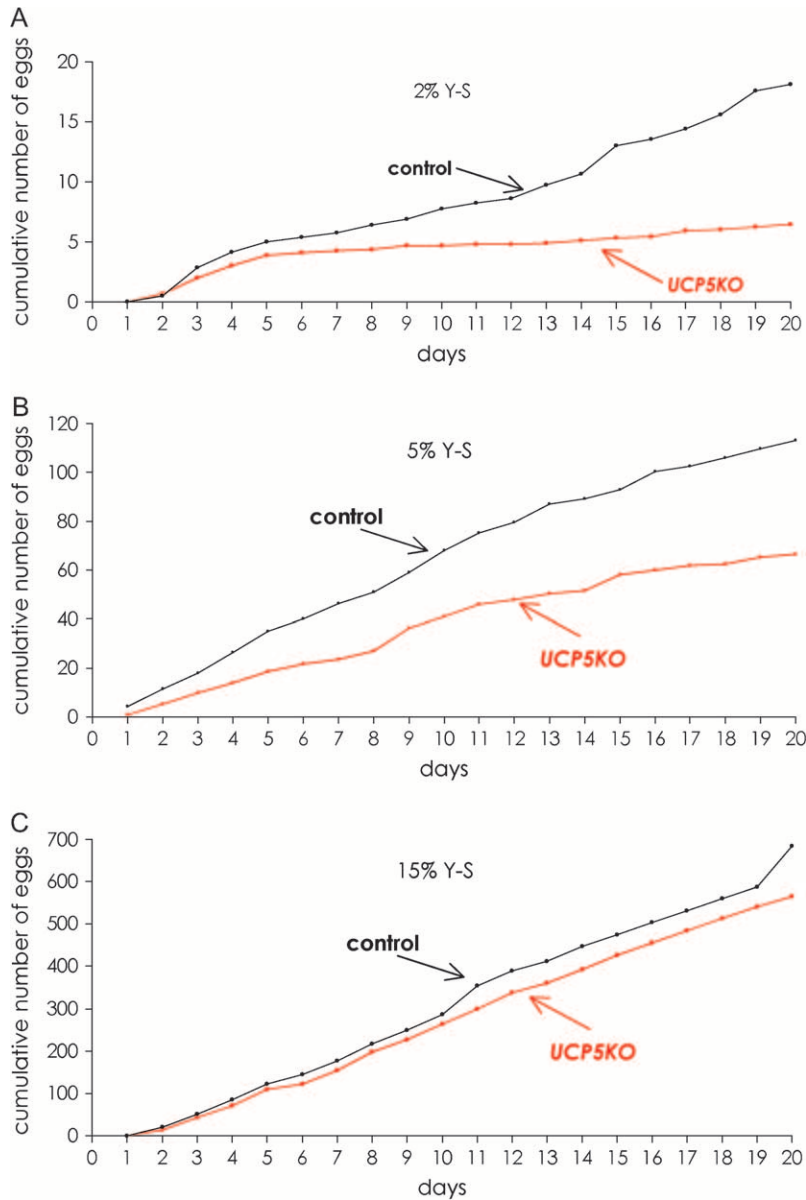 A
cumulative number of eggs
20
15
10
5
0
2% Y-S
control
UCP5KO
0 1 2 3 4 5 6 7 8 9 10 11 12 13 14 15 16 17 18 19 20
days
B
cumulative number of eggs
120
100
80
60
40
20
0
5% Y-S
control
UCP5KO
0 1 2 3 4 5 6 7 8 9 10 11 12 13 14 15 16 17 18 19 20
days
C
cumulative number of eggs
700
600
500
400
300
200
100
0
15% Y-S
control
UCP5KO
0 1 2 3 4 5 6 7 8 9 10 11 12 13 14 15 16 17 18 19 20
days